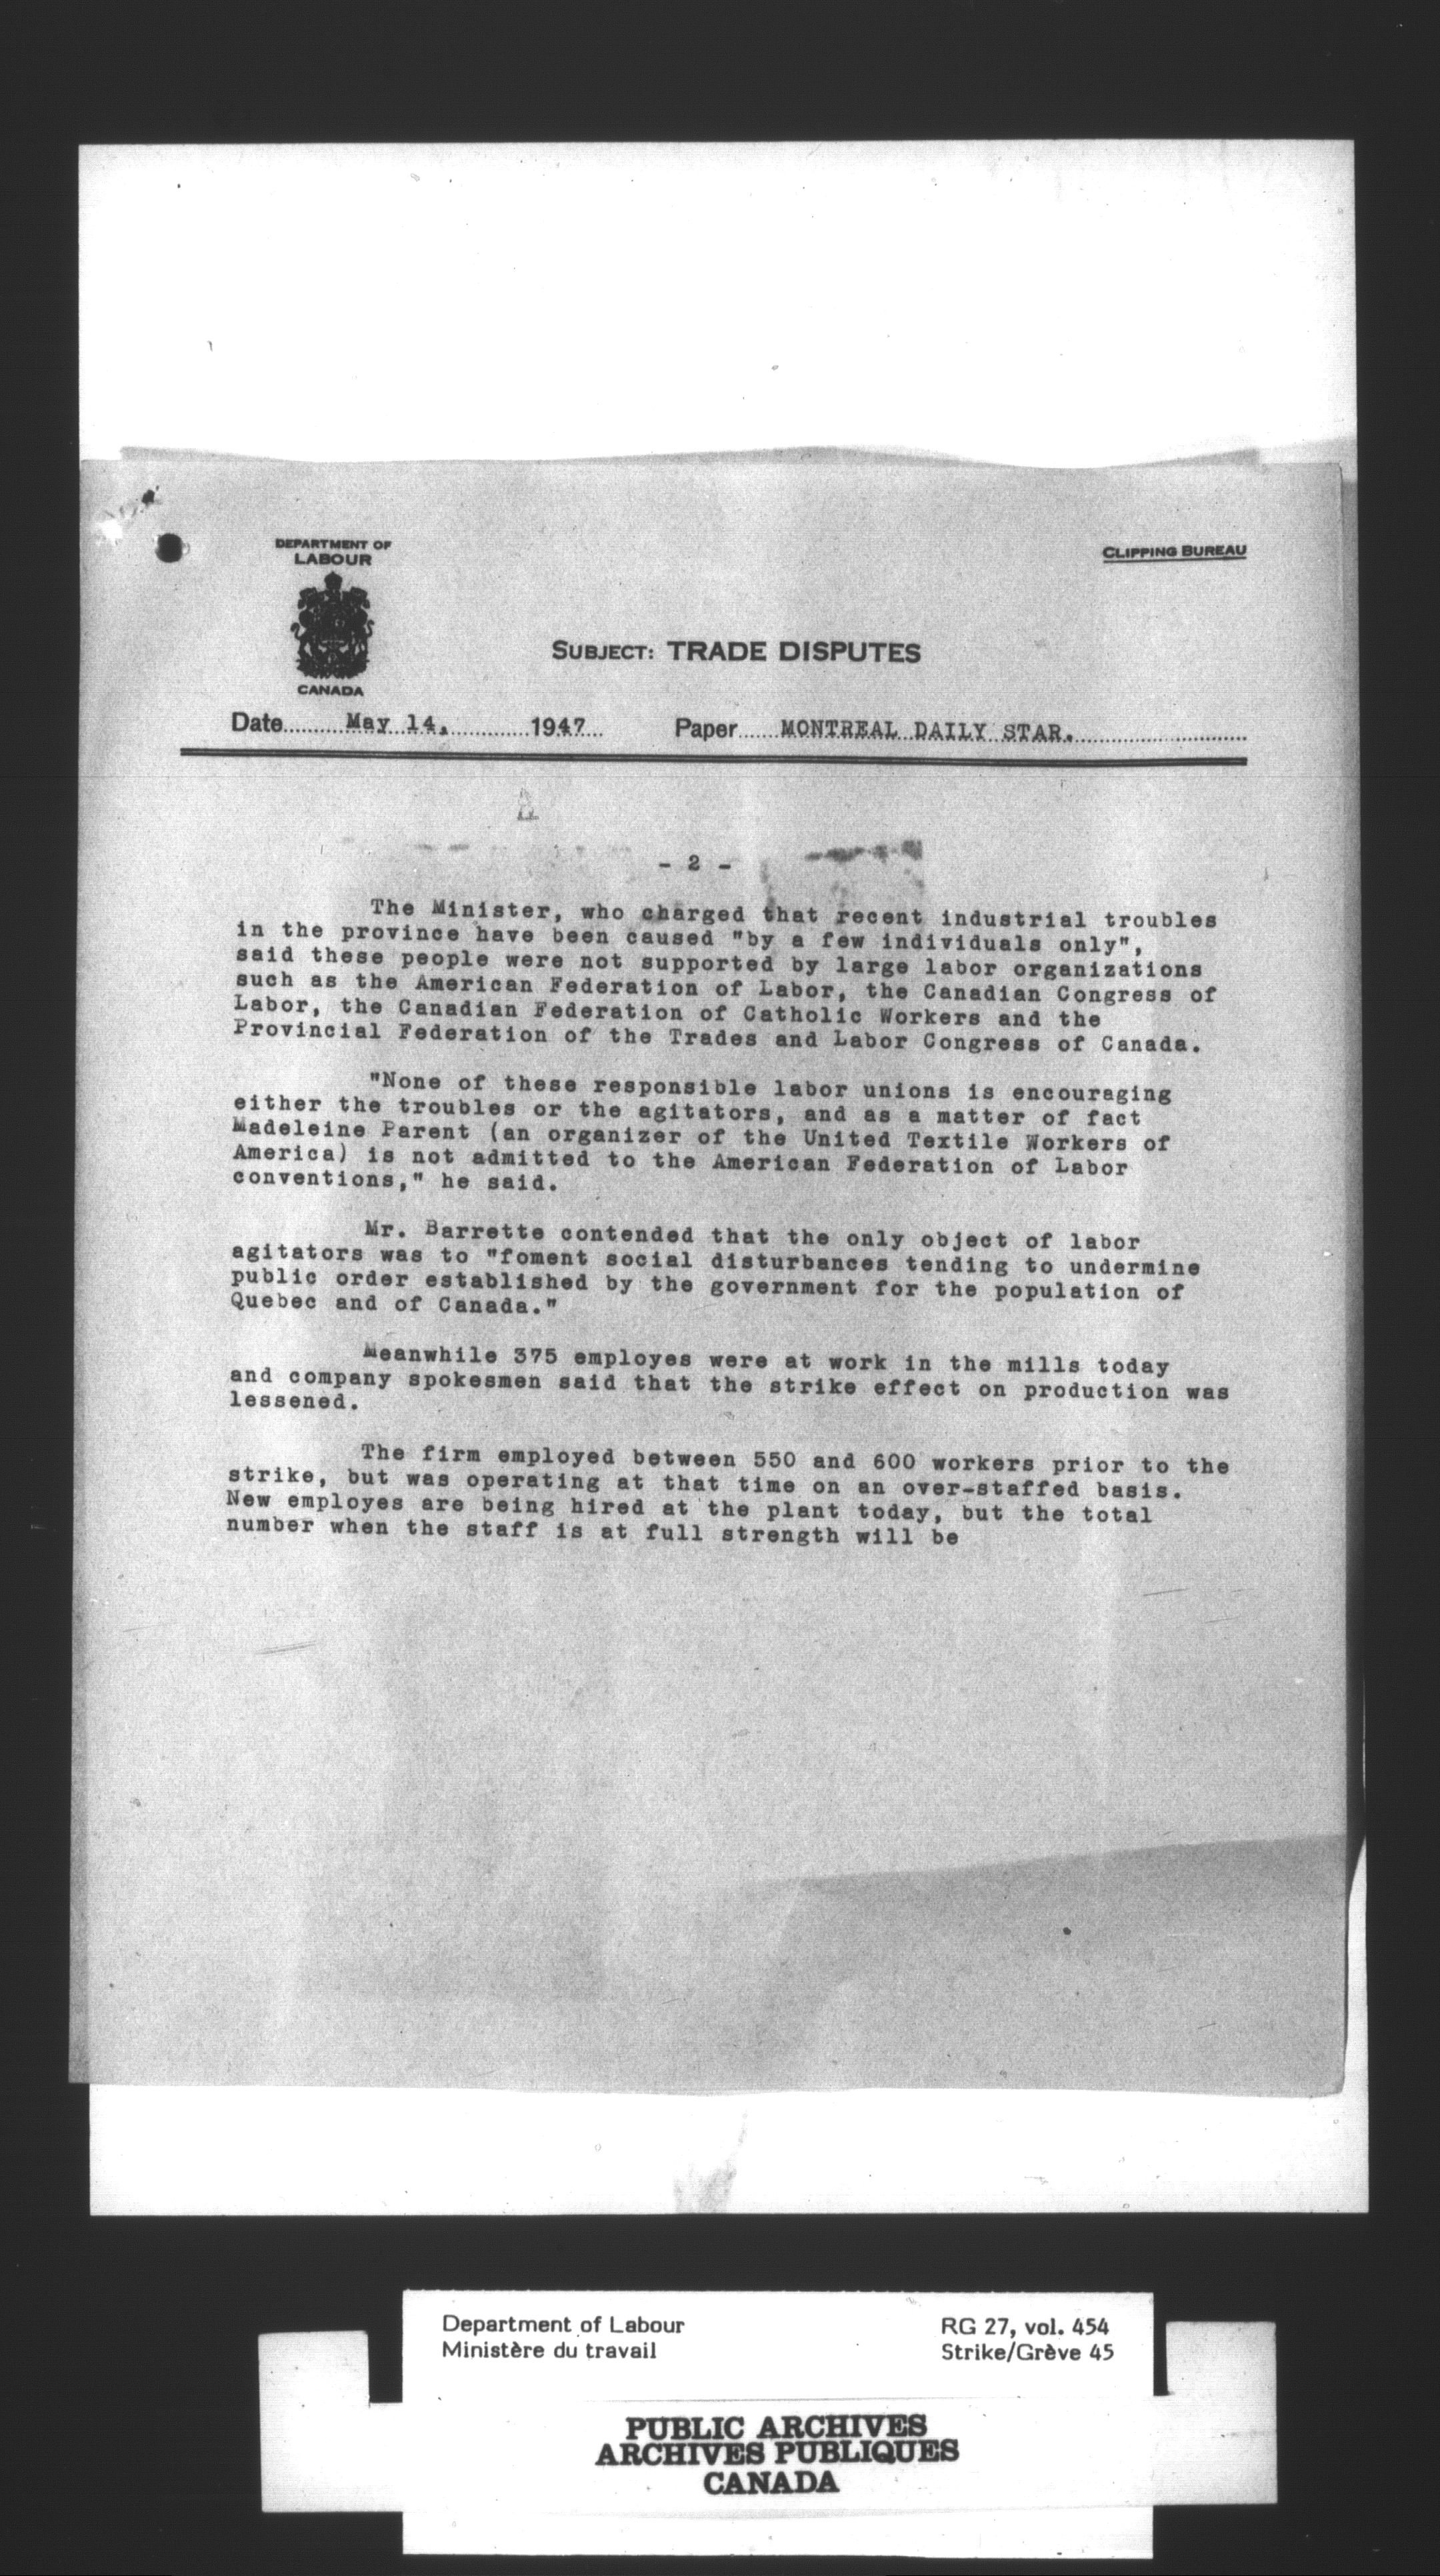 DEPARTMENT OF
LABOUR
CANADA
CLIPPING BUREAU
SUBJECT: TRADE DISPUTES
Date May 14, 1947 Paper MONTREAL DAILY STAR.
- 2 -
The Minister, who charged that recent industrial troubles
in the province have been caused "by a few individuals only",
said these people were not supported by large labor organizations
such as the American Federation of Labor, the Canadian Congress of
Labor, the Canadian Federation of Catholic Workers and the
Provincial Federation of the Trades and Labor Congress of Canada.
"None of these responsible labor unions is encouraging
either the troubles or the agitators, and as a matter of fact
Madeleine Parent (an organizer of the United Textile Workers of
America) is not admitted to the American Federation of Labor
conventions," he said.
Mr. Barrette contended that the only object of labor
agitators was to "foment social disturbances tending to undermine
public order established by the government for the population of
Quebec and of Canada."
Meanwhile 375 employes were at work in the mills today
and company spokesmen said that the strike effect on production was
lessened.
The firm employed between 550 and 600 workers prior to the
strike, but was operating at that time on an over-staffed basis.
New employes are being hired at the plant today, but the total
number when the staff is at full strength will be
Department of Labour
Ministère du travail
RG 27, vol. 454
Strike/Grève 45
PUBLIC ARCHIVES
ARCHIVES PUBLIQUES
CANADA